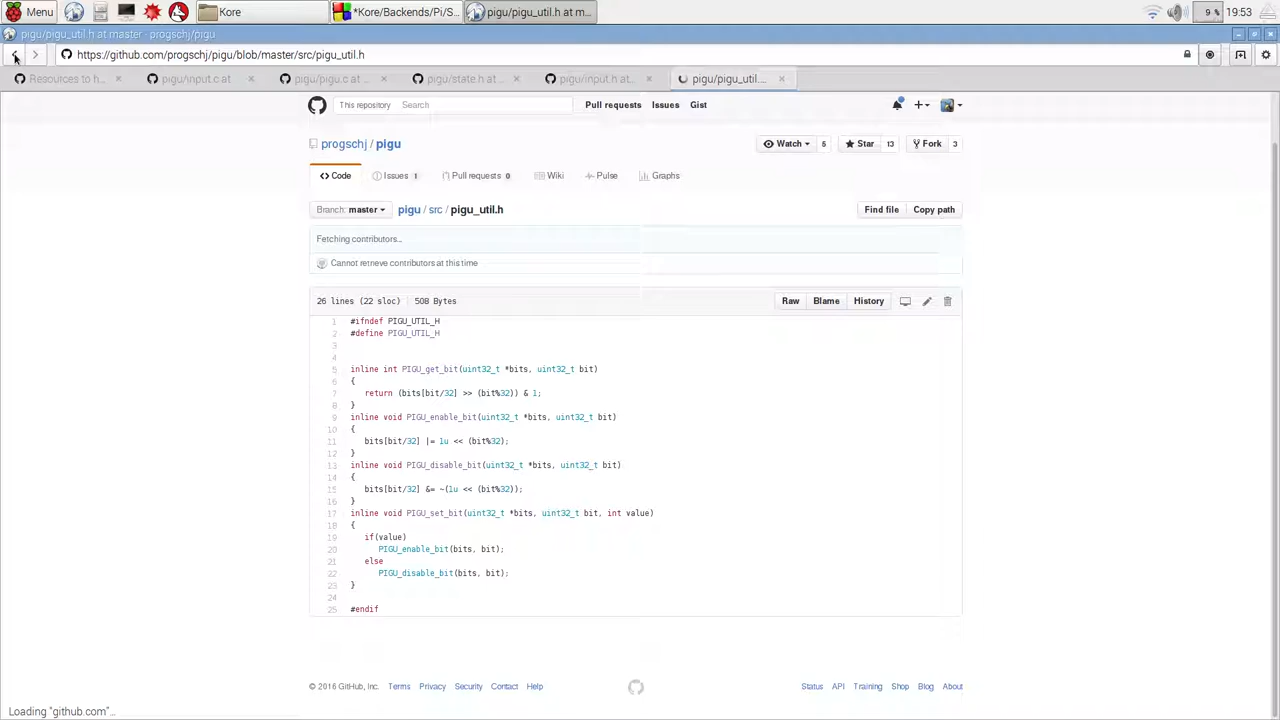 Menu Kore *Kore/Backends/Pi/S... pigu/pigu_util.h at m... 9 % 19:53
pigu/pigu_util.h at master · progschj/pigu
https://github.com/progschj/pigu/blob/master/src/pigu_util.h
Resources to h... pigu/input.c at ... pigu/pigu.c at ... pigu/state.h at ... pigu/input.h at... pigu/pigu_util....
This repository Search Pull requests Issues Gist
progschj / pigu Watch 5 Star 13 Fork 3
Code Issues 1 Pull requests 0 Wiki Pulse Graphs
Branch: master pigu / src / pigu_util.h Find file Copy path
Fetching contributors...
Cannot retrieve contributors at this time
26 lines (22 sloc) 508 Bytes Raw Blame History
1 #ifndef PIGU_UTIL_H
2 #define PIGU_UTIL_H
3
4
5 inline int PIGU_get_bit(uint32_t *bits, uint32_t bit)
6 {
7 return (bits[bit/32] >> (bit%32)) & 1;
8 }
9 inline void PIGU_enable_bit(uint32_t *bits, uint32_t bit)
10 {
11 bits[bit/32] |= 1u << (bit%32);
12 }
13 inline void PIGU_disable_bit(uint32_t *bits, uint32_t bit)
14 {
15 bits[bit/32] &= ~(1u << (bit%32));
16 }
17 inline void PIGU_set_bit(uint32_t *bits, uint32_t bit, int value)
18 {
19 if(value)
20 PIGU_enable_bit(bits, bit);
21 else
22 PIGU_disable_bit(bits, bit);
23 }
24
25 #endif
© 2016 GitHub, Inc. Terms Privacy Security Contact Help Status API Training Shop Blog About
Loading "github.com"...